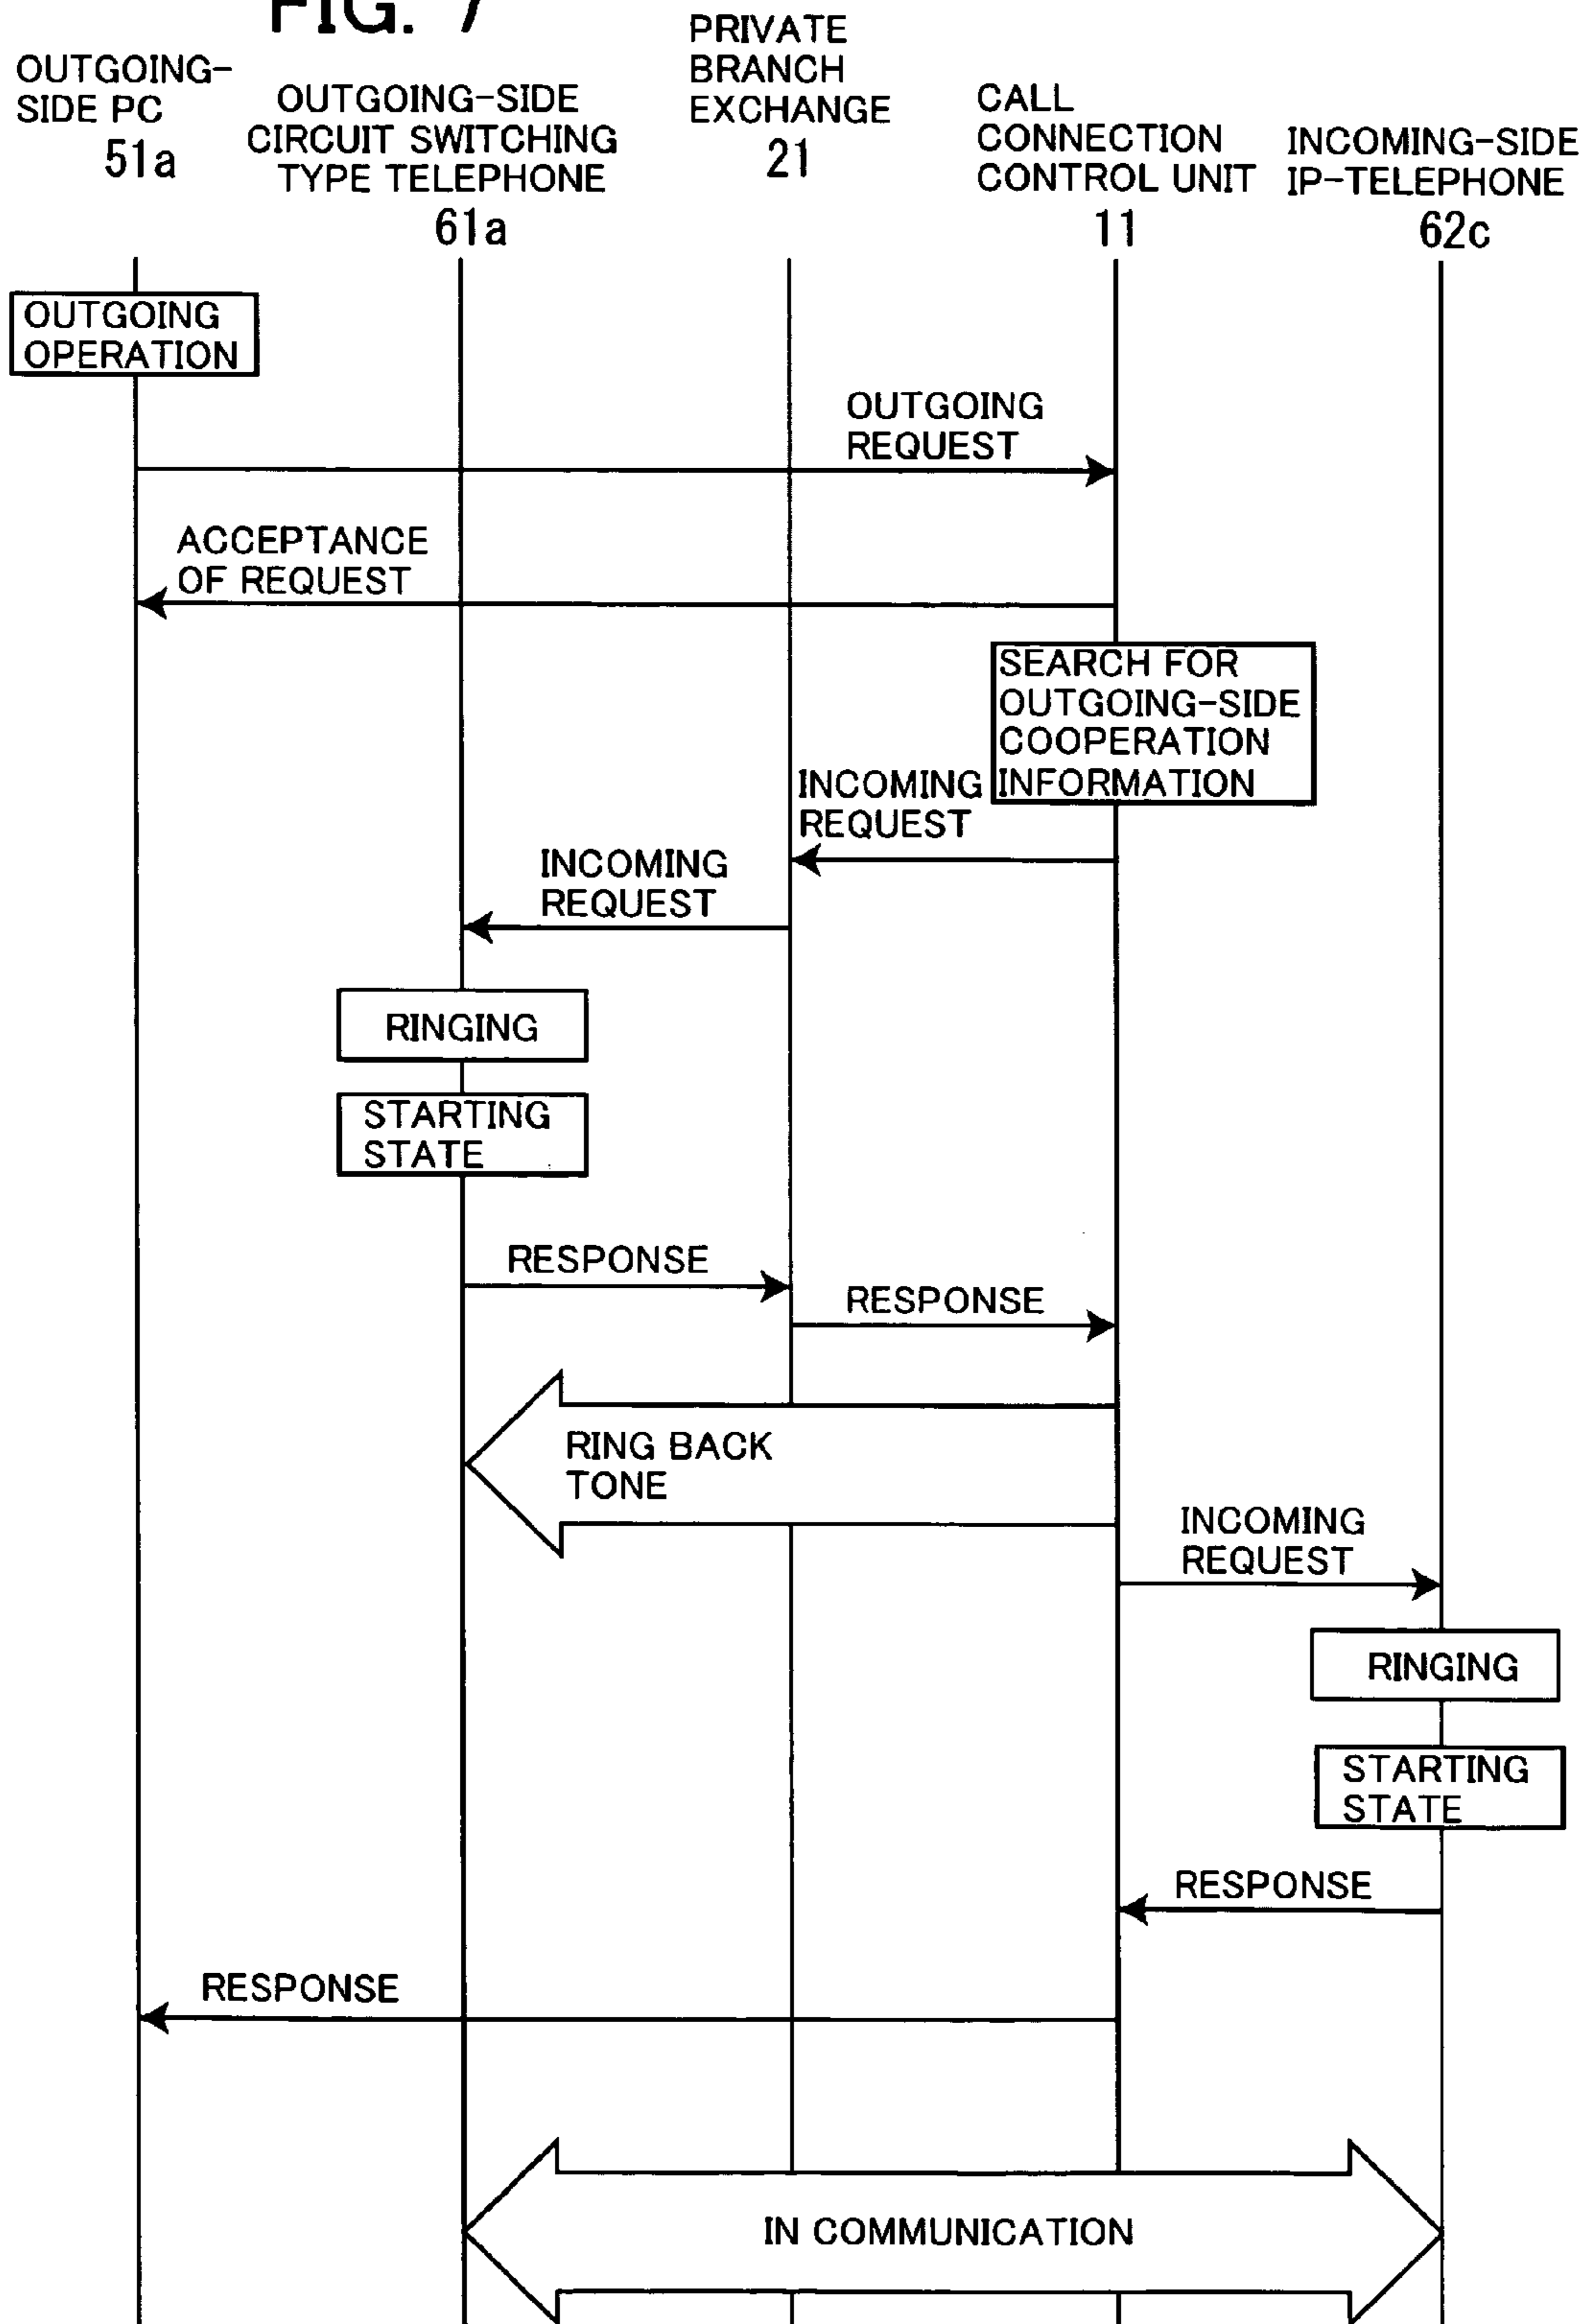 FIG. 7
OUTGOING-
SIDE PC
51a
OUTGOING-SIDE
CIRCUIT SWITCHING
TYPE TELEPHONE
61a
PRIVATE
BRANCH
EXCHANGE
21
CALL
CONNECTION
CONTROL UNIT
11
INCOMING-SIDE
IP-TELEPHONE
62c
OUTGOING
OPERATION
OUTGOING
REQUEST
ACCEPTANCE
OF REQUEST
SEARCH FOR
OUTGOING-SIDE
COOPERATION
INFORMATION
INCOMING
REQUEST
INCOMING
REQUEST
RINGING
STARTING
STATE
RESPONSE
RESPONSE
RING BACK
TONE
INCOMING
REQUEST
RINGING
STARTING
STATE
RESPONSE
RESPONSE
IN COMMUNICATION